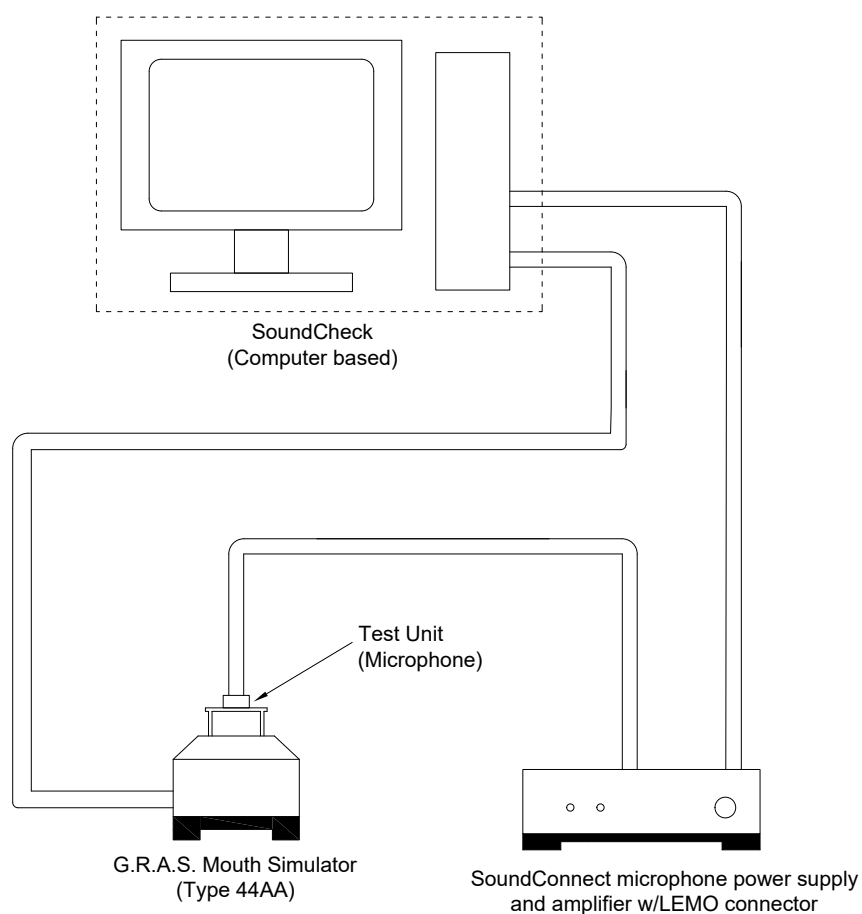 SoundCheck
(Computer based)
Test Unit
(Microphone)
G.R.A.S. Mouth Simulator
(Type 44AA)
SoundConnect microphone power supply
and amplifier w/LEMO connector